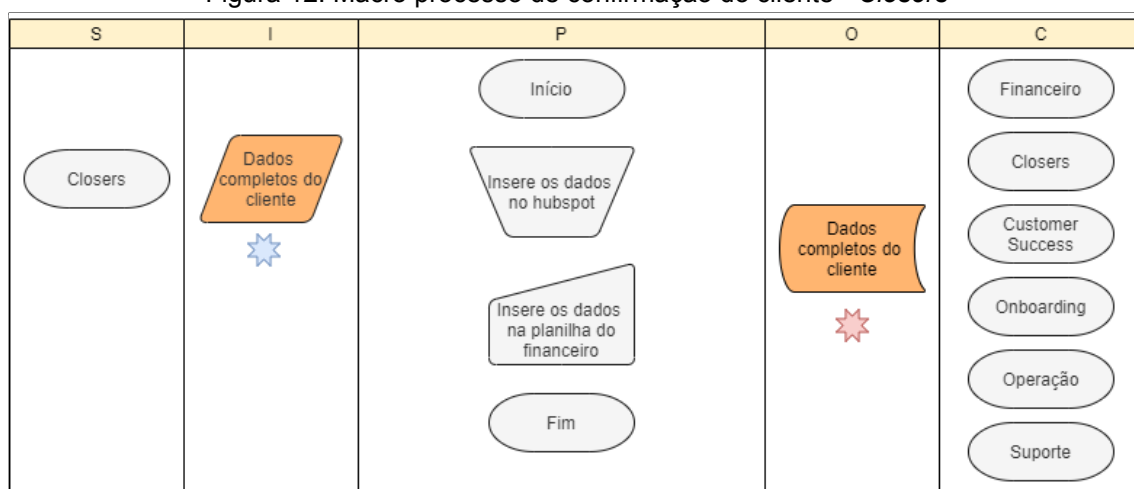 Figura 12: Macro processo de confirmação do cliente - Closers
S
I
P
O
C
Closers
Dados
completos do
cliente
Início
Insere os dados
no hubspot
Insere os dados
na planilha do
financeiro
Fim
Dados
completos do
cliente
Financeiro
Closers
Customer
Success
Onboarding
Operação
Suporte